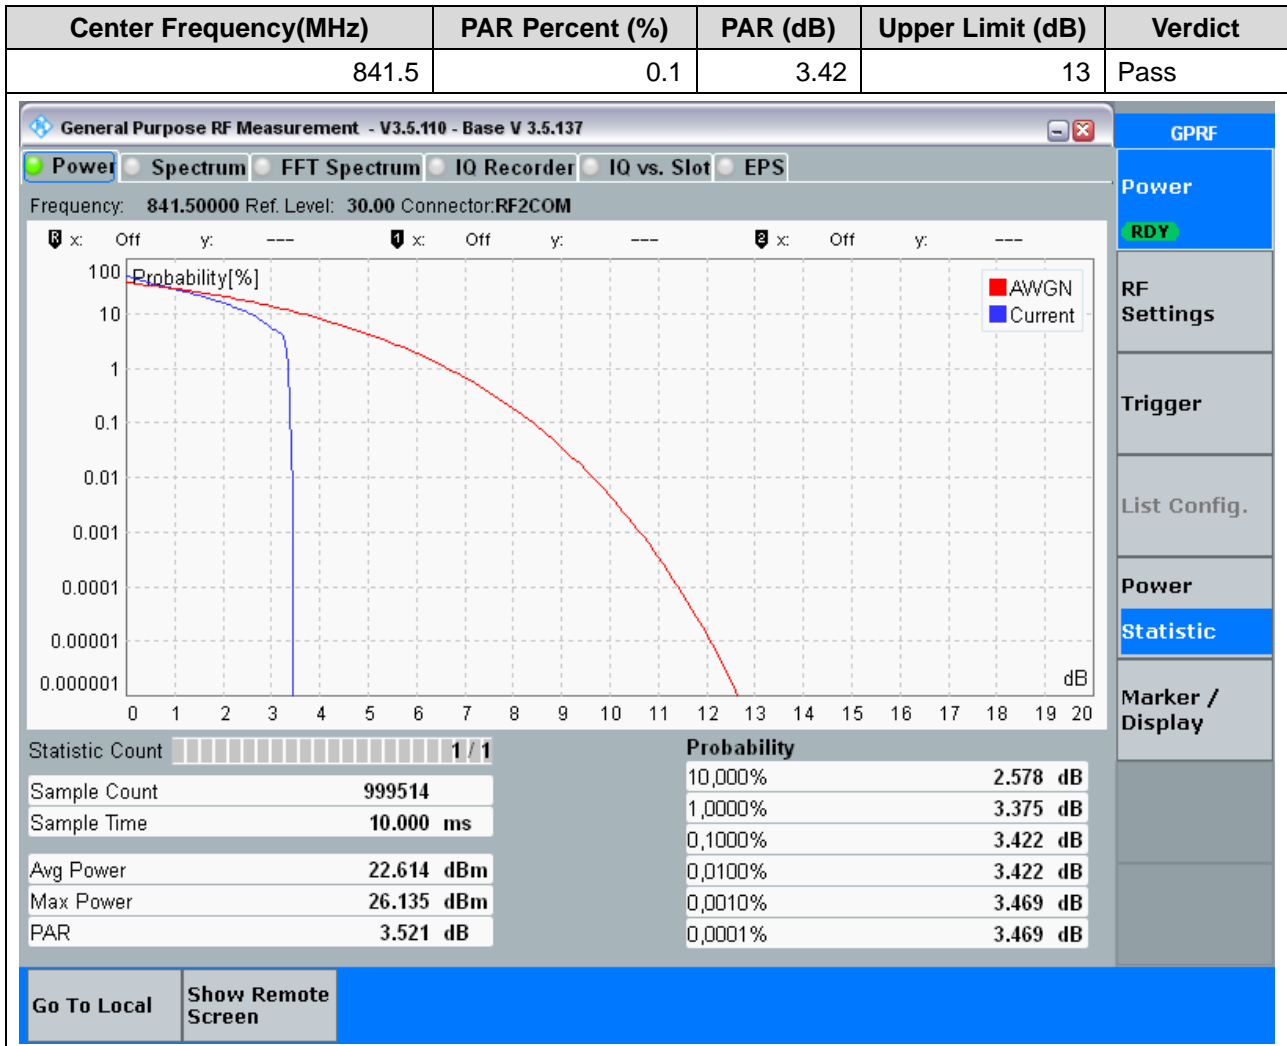 Center Frequency(MHz) PAR Percent (%) PAR (dB) Upper Limit (dB) Verdict
841.5 0.1 3.42 13 Pass
General Purpose RF Measurement - V3.5.110 - Base V 3.5.137
GPRF
Power Spectrum FFT Spectrum IQ Recorder IQ vs. Slot EPS
Frequency: 841.50000 Ref. Level: 30.00 Connector:RF2COM
R x: Off y: --- 1 x: Off y: --- 2 x: Off y: ---
Probability[%]
AWGN
Current
100
10
1
0.1
0.01
0.001
0.0001
0.00001
0.000001
dB
0 1 2 3 4 5 6 7 8 9 10 11 12 13 14 15 16 17 18 19 20
Statistic Count 1 / 1
Sample Count 999514
Sample Time 10.000 ms
Avg Power 22.614 dBm
Max Power 26.135 dBm
PAR 3.521 dB
Probability
10,000% 2.578 dB
1,0000% 3.375 dB
0,1000% 3.422 dB
0,0100% 3.422 dB
0,0010% 3.469 dB
0,0001% 3.469 dB
Power
RDY
RF
Settings
Trigger
List Config.
Power
Statistic
Marker /
Display
Go To Local
Show Remote
Screen